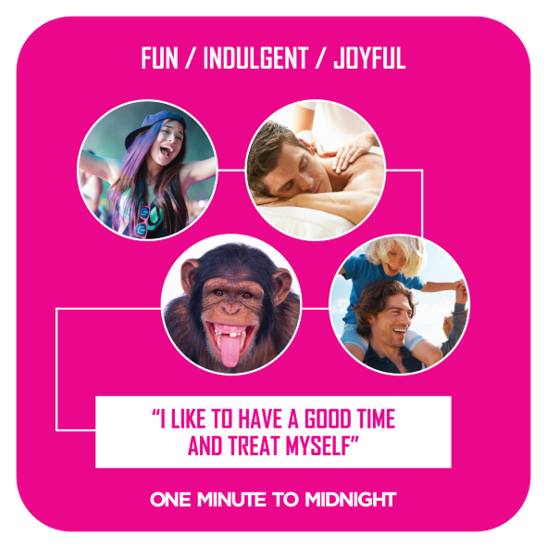 FUN / INDULGENT / JOYFUL
“I LIKE TO HAVE A GOOD TIME
AND TREAT MYSELF”
ONE MINUTE TO MIDNIGHT